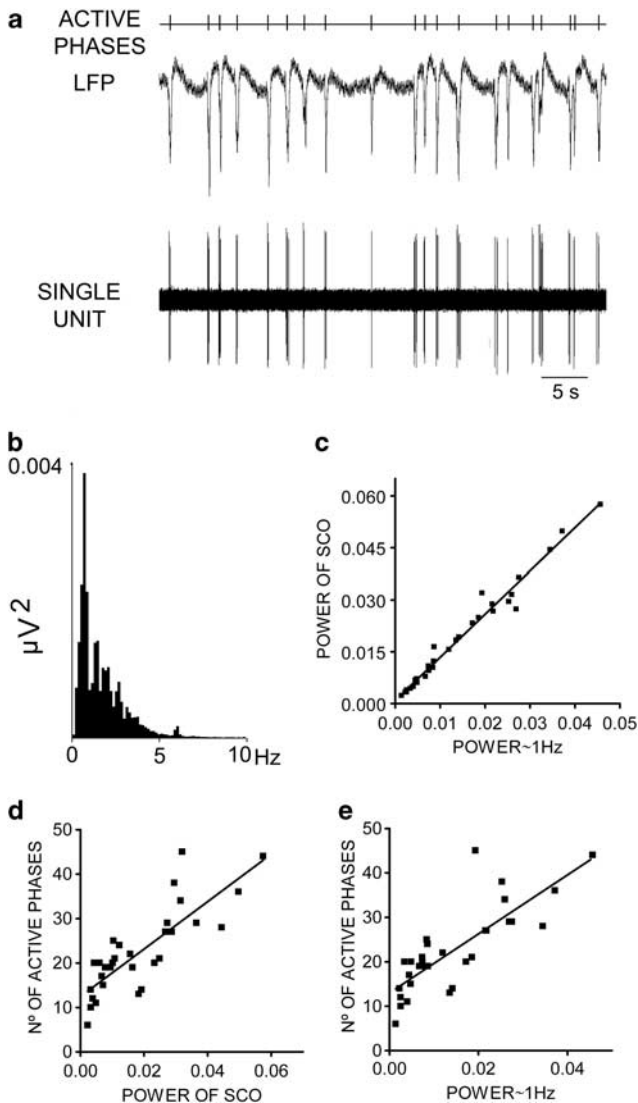 a
ACTIVE
PHASES
LFP
SINGLE
UNIT
5 s
b
0.004
µV2
0
5
10 Hz
c
POWER OF SCO
0.060
0.045
0.030
0.015
0.000
0.00 0.01 0.02 0.03 0.04 0.05
POWER~1Hz
d
Nº OF ACTIVE PHASES
50
40
30
20
10
0
0.00 0.02 0.04 0.06
POWER OF SCO
e
Nº OF ACTIVE PHASES
50
40
30
20
10
0
0.00 0.02 0.04
POWER~1Hz